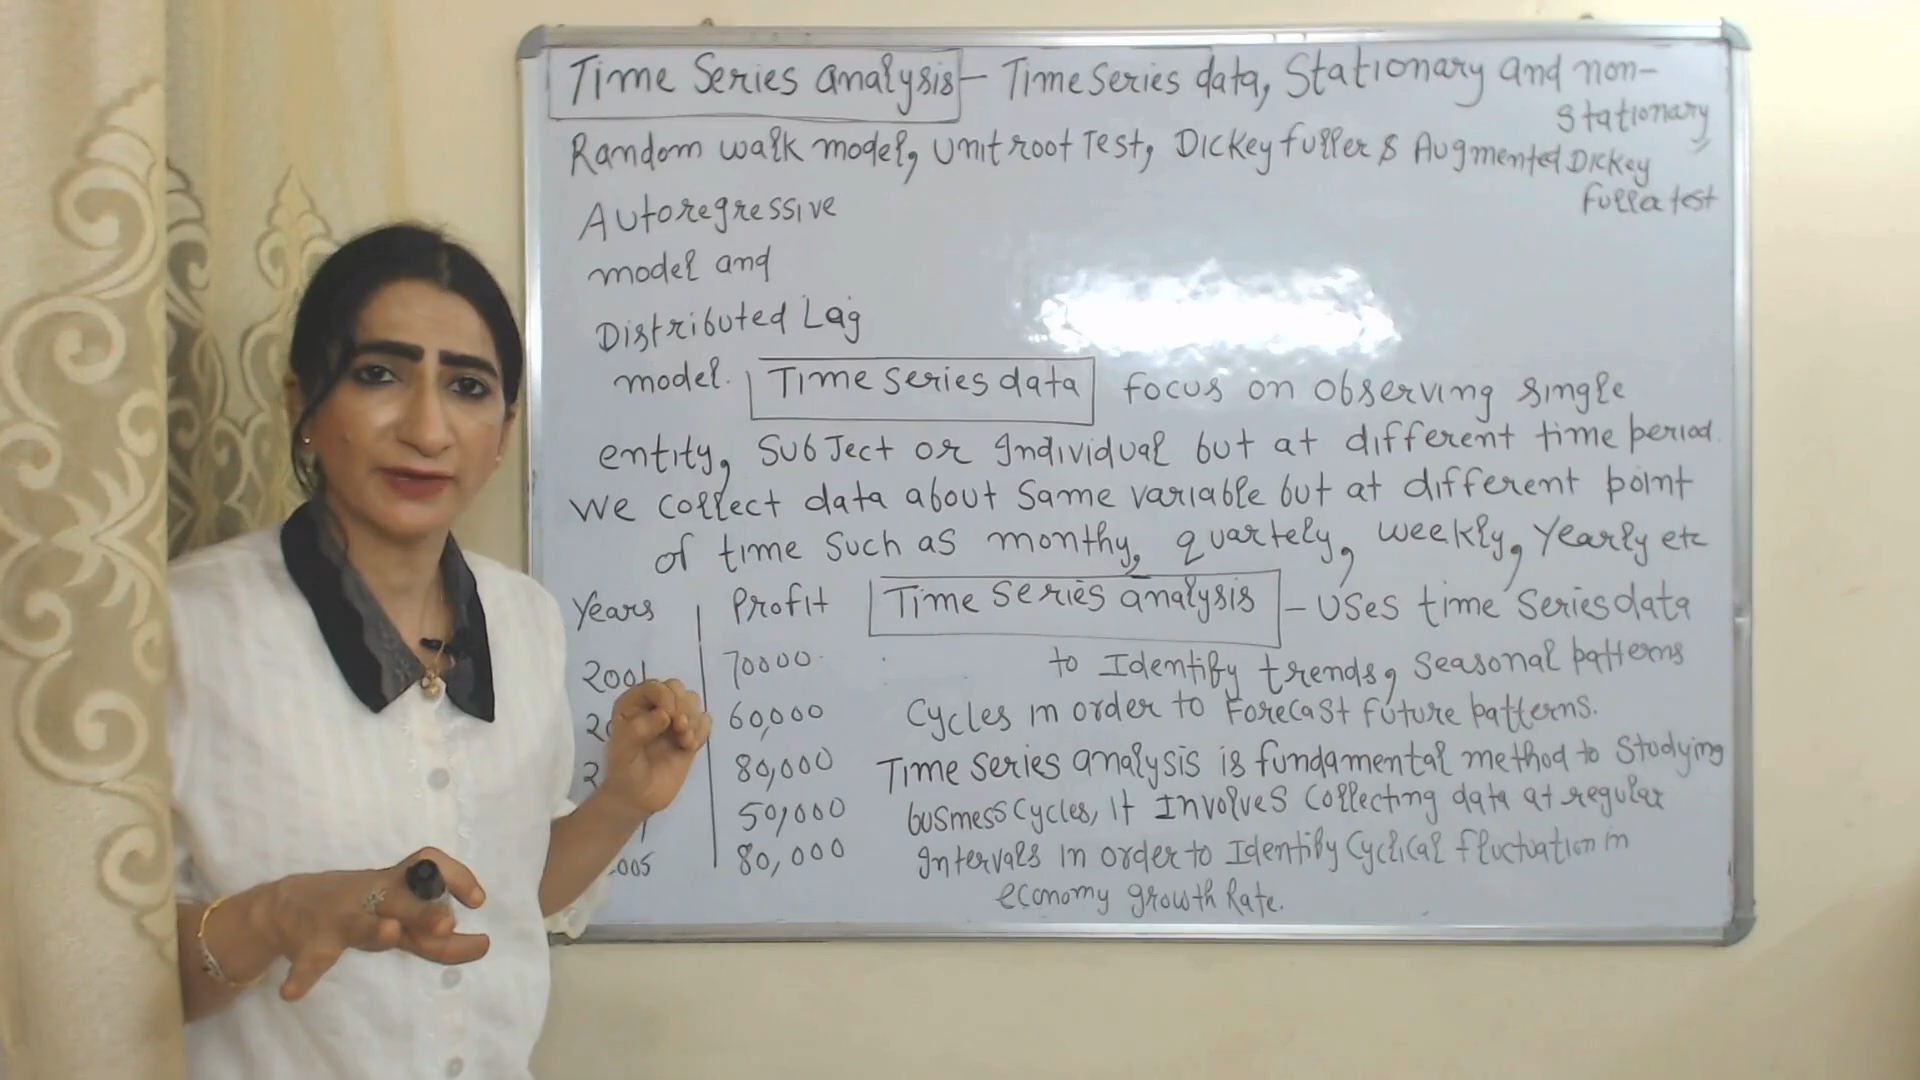 Time Series analysis - Time Series data, Stationary and non-
Stationary
Random walk model, Unit root Test, Dickey fuller & Augmented Dickey
Fulla test
Autoregressive
model and
Distributed Lag
model. Time series data focus on observing single
entity, Subject or Individual but at different time period.
We collect data about same variable but at different point
of time such as monthy, quartely, weekly, Yearly etc
Years Profit Time series analysis - Uses time series data
2001 70000 to Identify trends, Seasonal patterns
60,000 Cycles in order to Forecast future patterns.
80,000 Time series analysis is fundamental method to Studying
50,000 business cycles, It Involves Collecting data at regular
005 80,000 Intervals in order to Identify Cyclical fluctuation in
economy growth Rate.